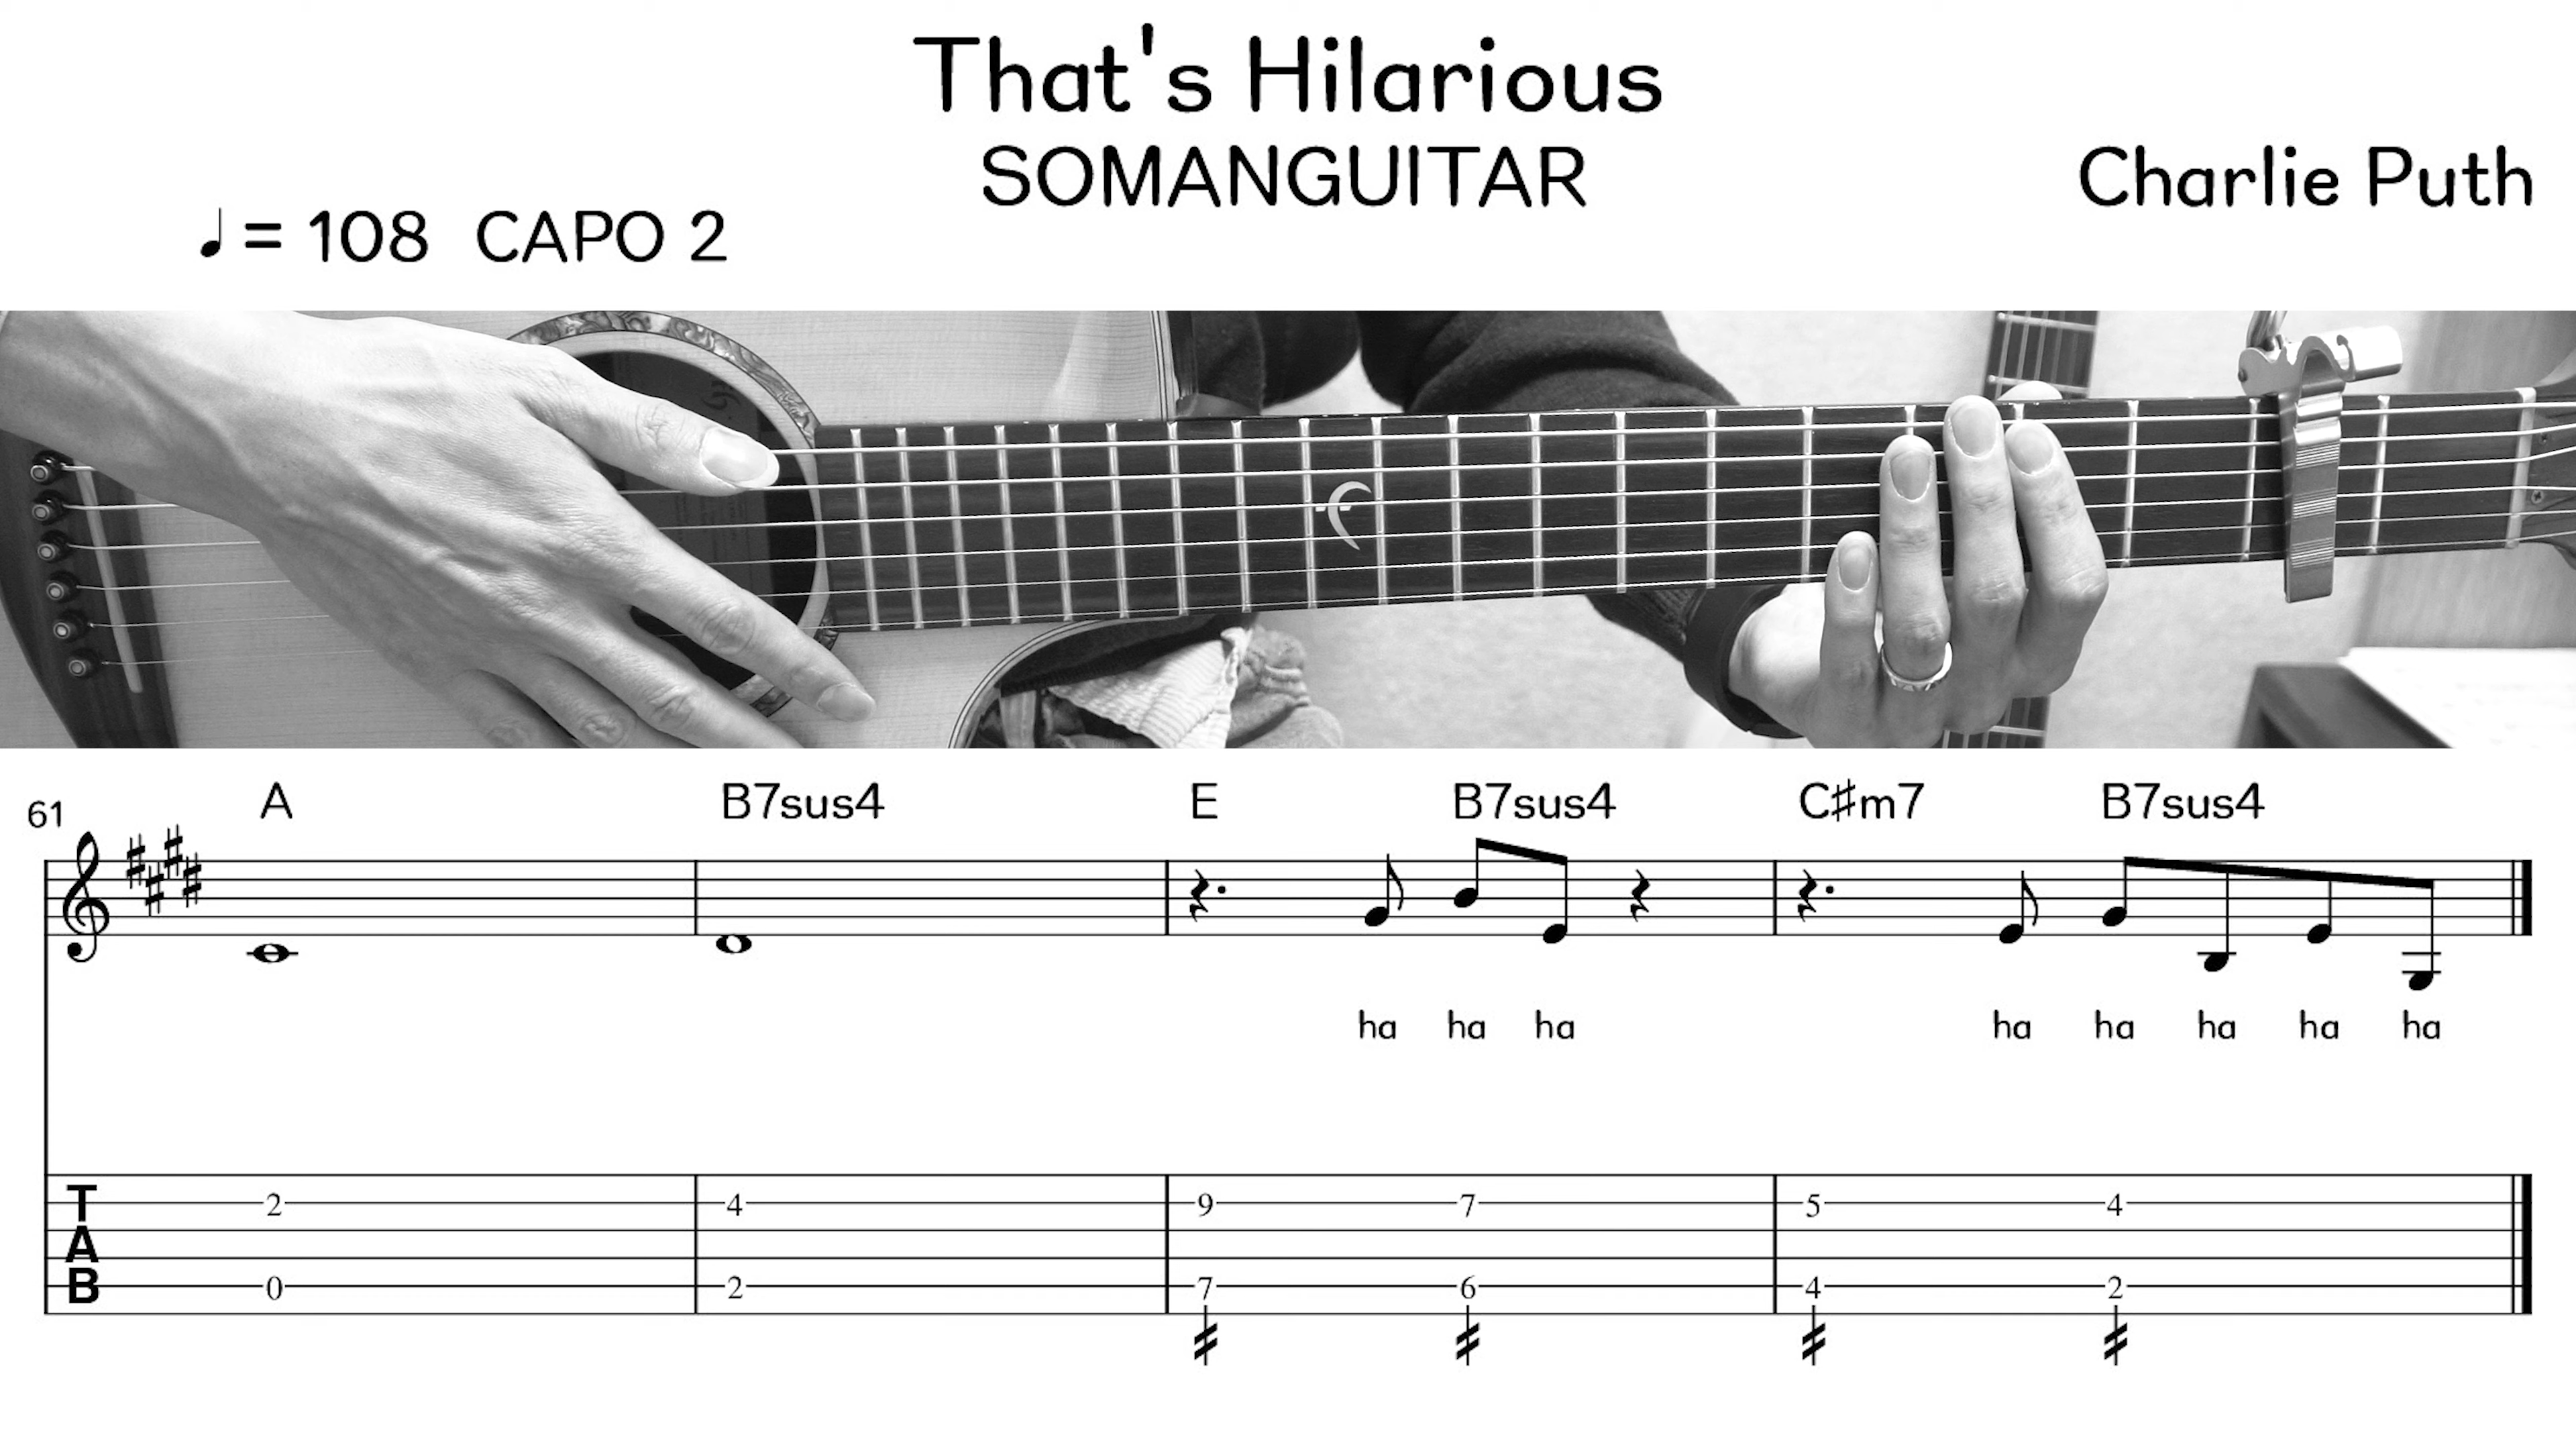 That's Hilarious
SOMANGUITAR
Charlie Puth
♩ = 108 CAPO 2
61 A B7sus4 E B7sus4 C♯m7 B7sus4
ha ha ha ha ha ha ha ha
T 2 4 9 7 5 4
A
B 0 2 7 6 4 2